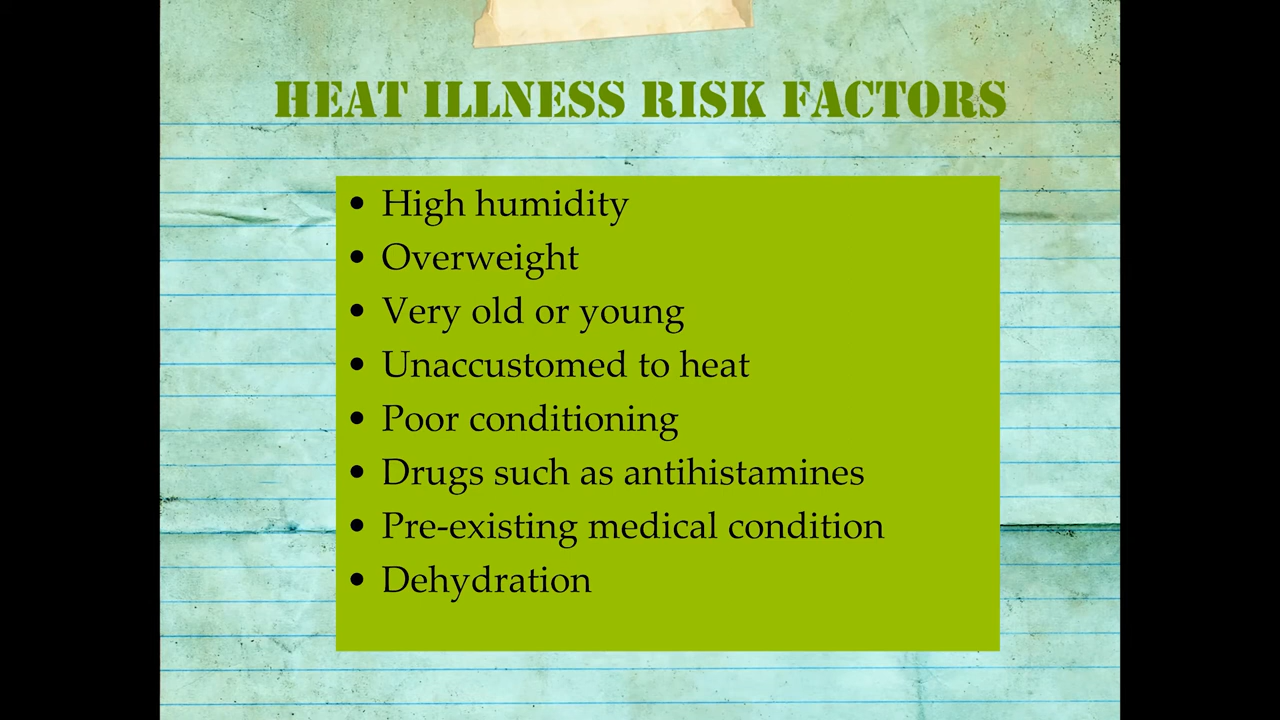 HEAT ILLNESS RISK FACTORS
• High humidity
• Overweight
• Very old or young
• Unaccustomed to heat
• Poor conditioning
• Drugs such as antihistamines
• Pre-existing medical condition
• Dehydration